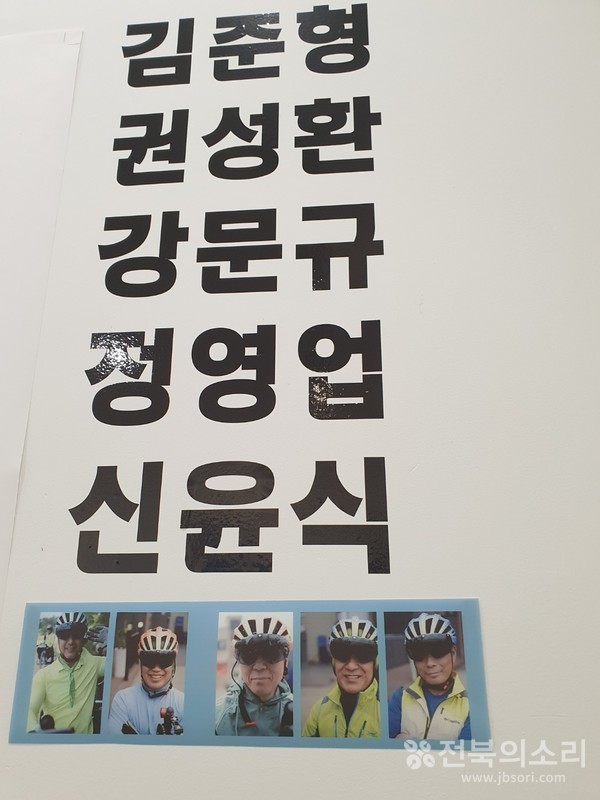 김준형
권성환
강문규
정영업
신윤식
전북의소리
www.jbsori.com